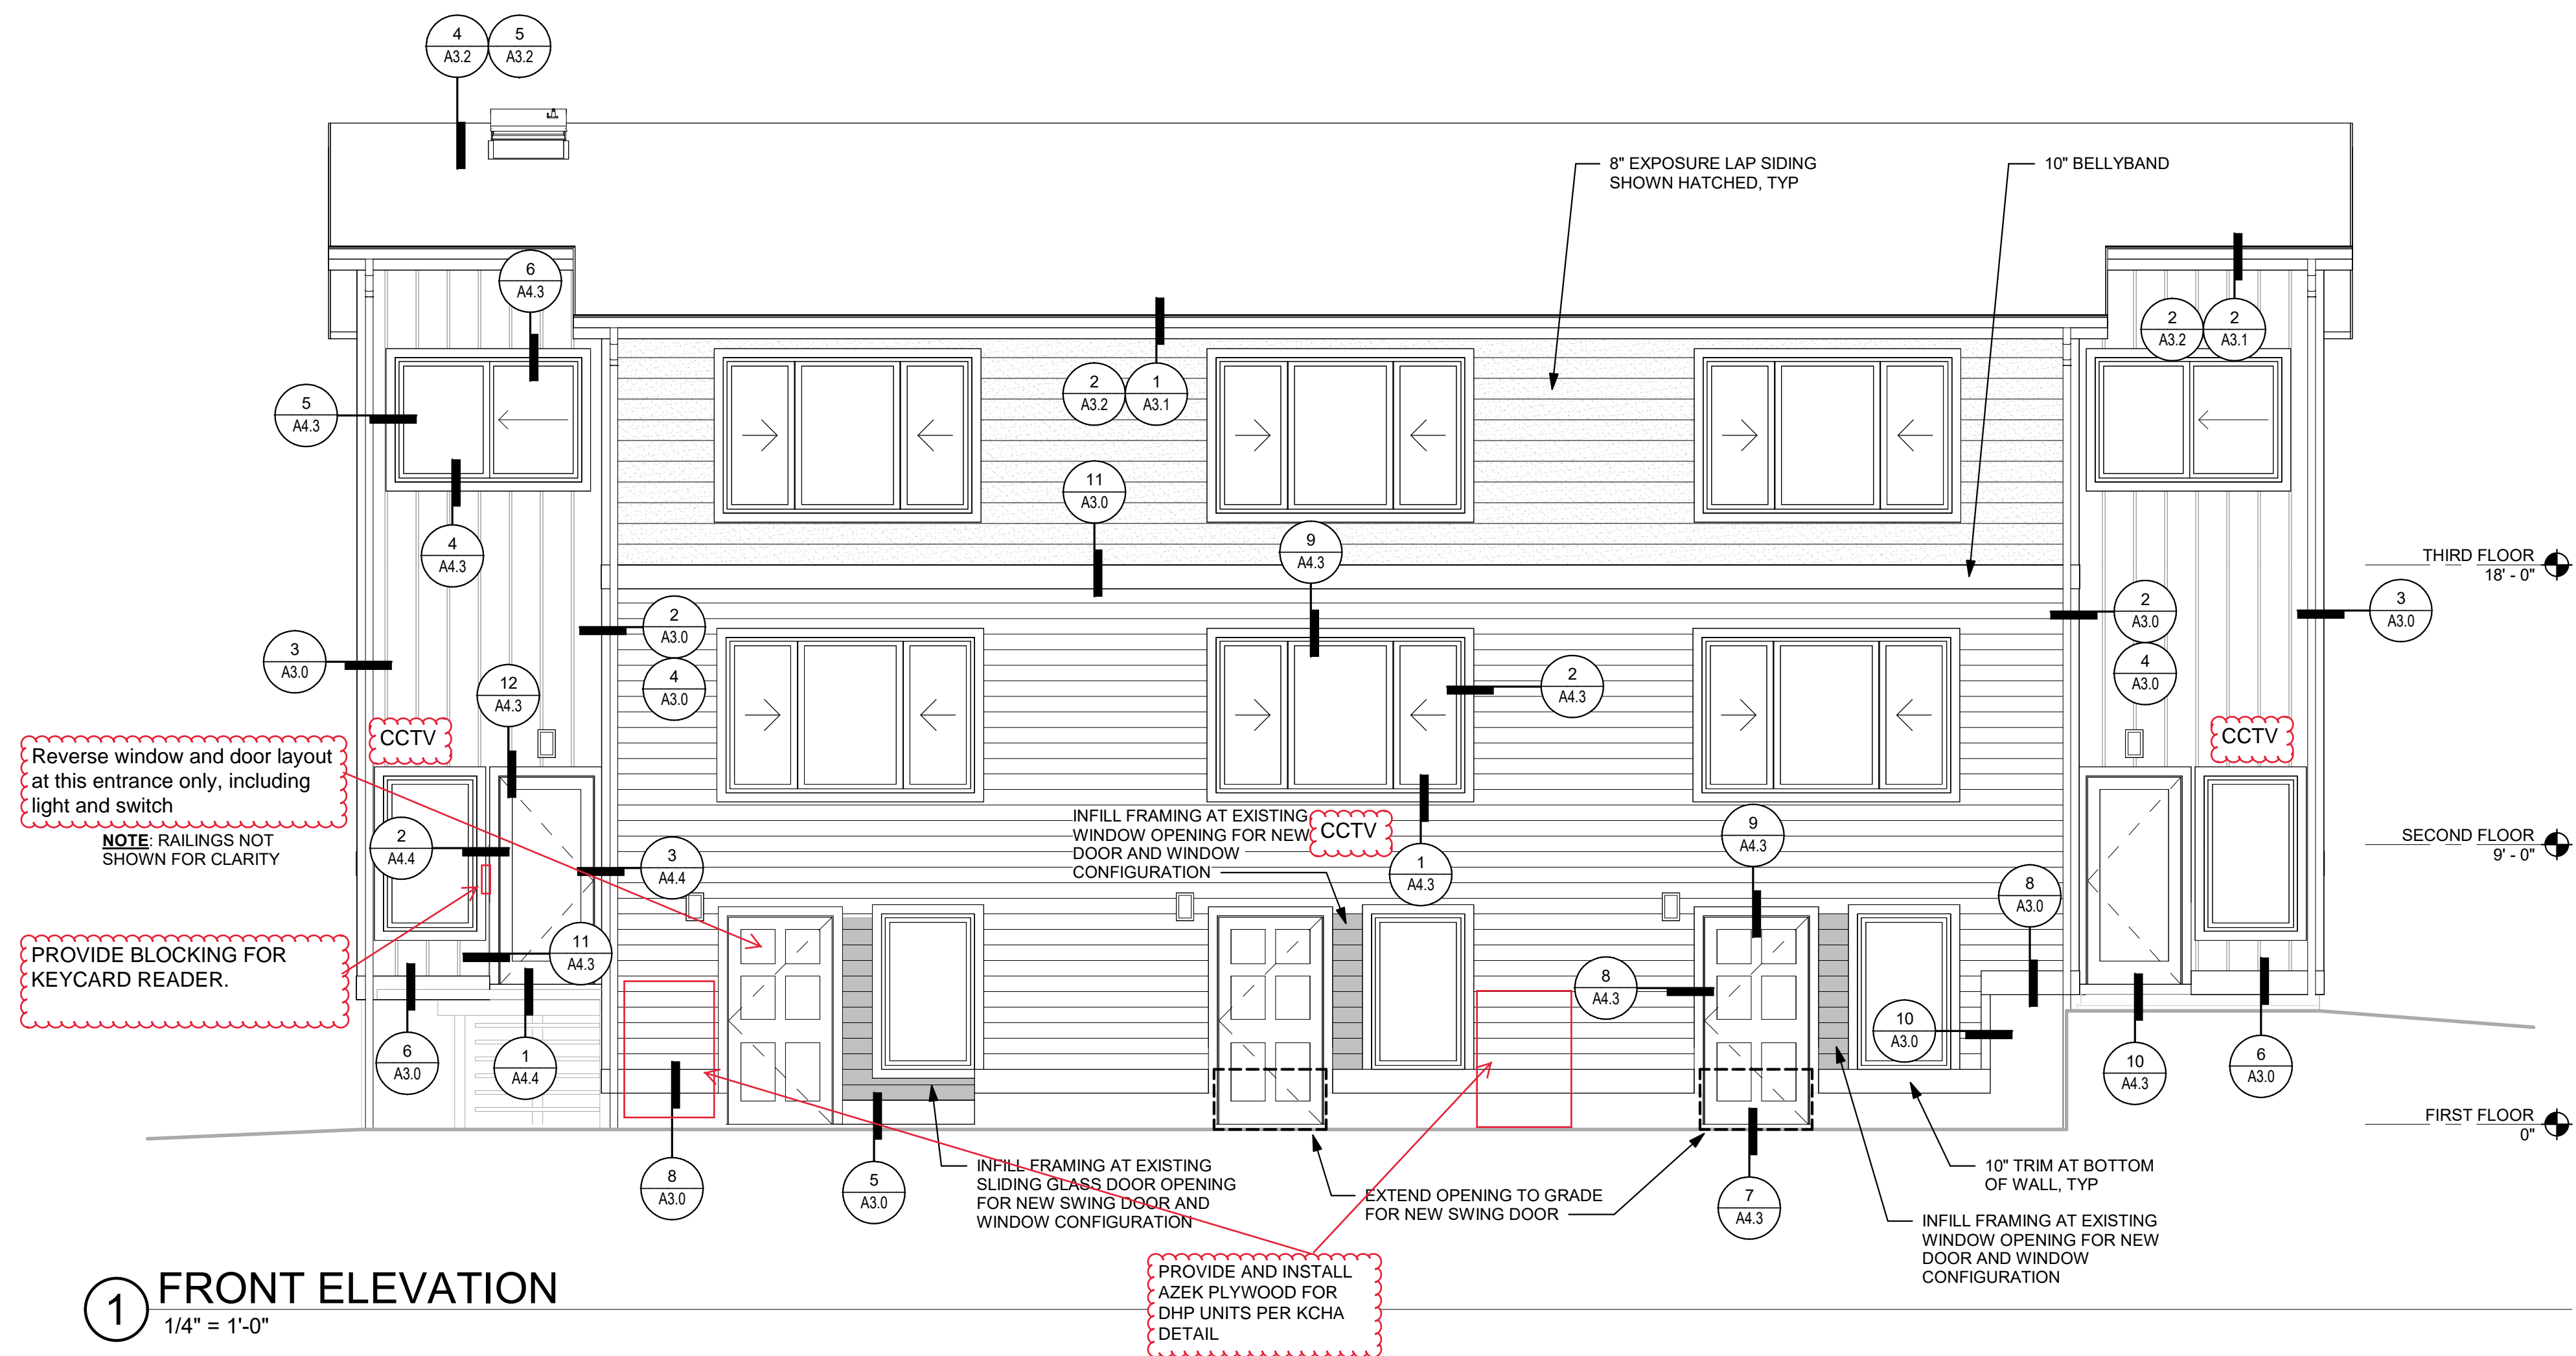 4
A3.2
5
A3.2
8" EXPOSURE LAP SIDING
SHOWN HATCHED, TYP
10" BELLYBAND
6
A4.3
2
A3.2
2
A3.1
5
A4.3
2
A3.2
1
A3.1
11
A3.0
4
A4.3
9
A4.3
THIRD FLOOR
18' - 0"
2
A3.0
4
A3.0
2
A3.0
4
A3.0
3
A3.0
3
A3.0
12
A4.3
2
A4.3
CCTV
CCTV
Reverse window and door layout
at this entrance only, including
light and switch
NOTE: RAILINGS NOT
SHOWN FOR CLARITY
2
A4.4
3
A4.4
INFILL FRAMING AT EXISTING
WINDOW OPENING FOR NEW
DOOR AND WINDOW
CONFIGURATION
CCTV
1
A4.3
9
A4.3
SECOND FLOOR
9' - 0"
8
A3.0
PROVIDE BLOCKING FOR
KEYCARD READER.
11
A4.3
8
A4.3
10
A3.0
6
A3.0
1
A4.4
10
A4.3
6
A3.0
FIRST FLOOR
0"
8
A3.0
5
A3.0
INFILL FRAMING AT EXISTING
SLIDING GLASS DOOR OPENING
FOR NEW SWING DOOR AND
WINDOW CONFIGURATION
EXTEND OPENING TO GRADE
FOR NEW SWING DOOR
7
A4.3
10" TRIM AT BOTTOM
OF WALL, TYP
INFILL FRAMING AT EXISTING
WINDOW OPENING FOR NEW
DOOR AND WINDOW
CONFIGURATION
PROVIDE AND INSTALL
AZEK PLYWOOD FOR
DHP UNITS PER KCHA
DETAIL
1
FRONT ELEVATION
1/4" = 1'-0"